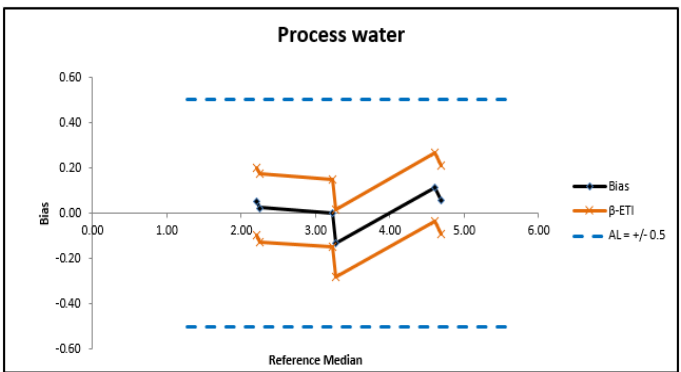 Process water
0.60
0.40
0.20
0.00
0.00 1.00 2.00 3.00 4.00 5.00 6.00
-0.20
-0.40
-0.60
Bias
Reference Median
Bias
β-ETI
AL = +/- 0.5